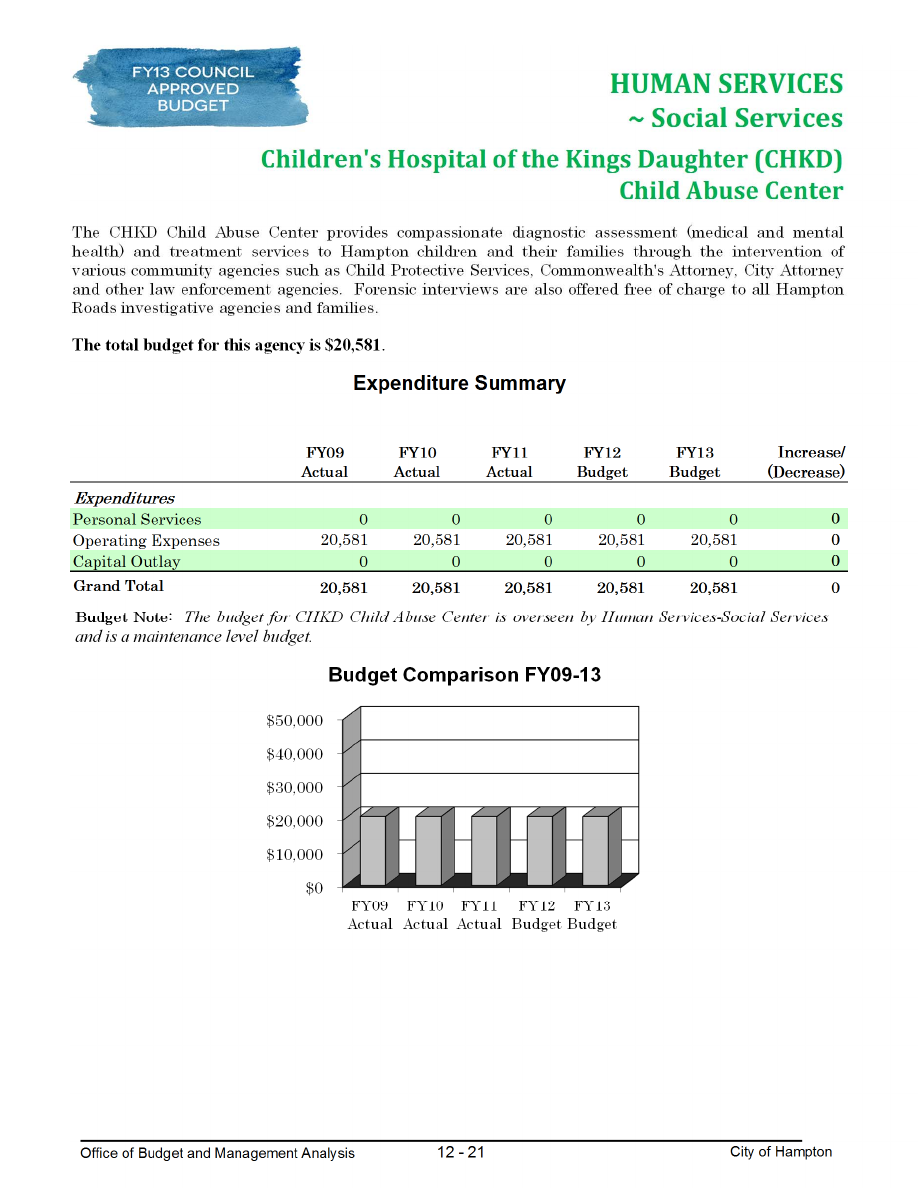 FY13 COUNCIL
APPROVED
BUDGET
HUMAN SERVICES
~ Social Services
Children's Hospital of the Kings Daughter (CHKD)
Child Abuse Center
The CHKD Child Abuse Center provides compassionate diagnostic assessment (medical and mental
health) and treatment services to Hampton children and their families through the intervention of
various community agencies such as Child Protective Services, Commonwealth's Attorney, City Attorney
and other law enforcement agencies. Forensic interviews are also offered free of charge to all Hampton
Roads investigative agencies and families.
The total budget for this agency is $20,581.
Expenditure Summary
FY09 FY10 FY11 FY12 FY13 Increase/
Actual Actual Actual Budget Budget (Decrease)
Expenditures
Personal Services 0 0 0 0 0 0
Operating Expenses 20,581 20,581 20,581 20,581 20,581 0
Capital Outlay 0 0 0 0 0 0
Grand Total 20,581 20,581 20,581 20,581 20,581 0
Budget Note: The budget for CHKD Child Abuse Center is overseen by Human Services-Social Services
and is a maintenance level budget.
Budget Comparison FY09-13
$50,000
$40,000
$30,000
$20,000
$10,000
$0
FY09 FY10 FY11 FY12 FY13
Actual Actual Actual Budget Budget
Office of Budget and Management Analysis 12 - 21 City of Hampton